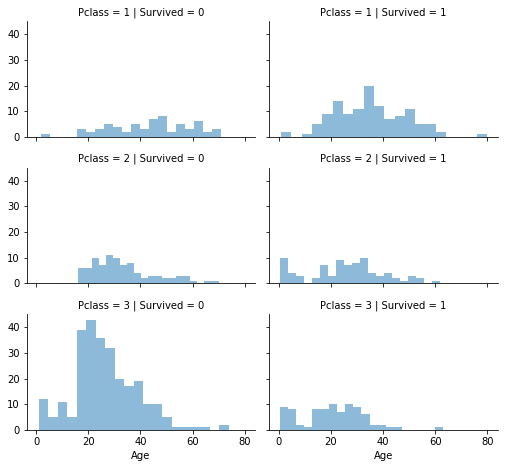 Pclass = 1 | Survived = 0
Pclass = 1 | Survived = 1
40
30
20
10
0
Pclass = 2 | Survived = 0
Pclass = 2 | Survived = 1
40
30
20
10
0
Pclass = 3 | Survived = 0
Pclass = 3 | Survived = 1
40
30
20
10
0
0 20 40 60 80 0 20 40 60 80
Age Age